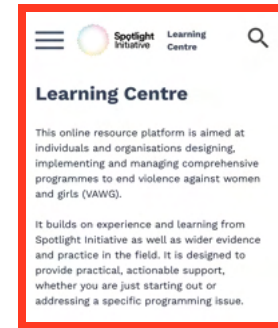 Spotlight
Initiative
Learning
Centre
Learning Centre
This online resource platform is aimed at
individuals and organisations designing,
implementing and managing comprehensive
programmes to end violence against women
and girls (VAWG).
It builds on experience and learning from
Spotlight Initiative as well as wider evidence
and practice in the field. It is designed to
provide practical, actionable support,
whether you are just starting out or
addressing a specific programming issue.